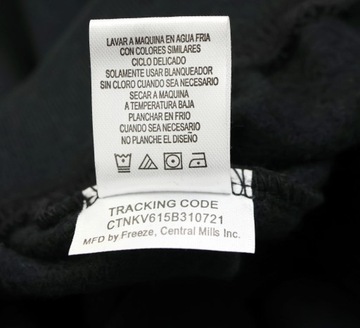 LAVAR A MAQUINA EN AGUA FRIA
CON COLORES SIMILARES
CICLO DELICADO
SOLAMENTE USAR BLANQUEADOR
SIN CLORO CUANDO SEA NECESARIO
SECAR A MAQUINA
A TEMPERATURA BAJA
PLANCHAR EN FRIO
CUANDO SEA NECESARIO
NO PLANCHE EL DISEÑO
TRACKING CODE
CTNKV615B310721
MFD by Freeze, Central Mills Inc.